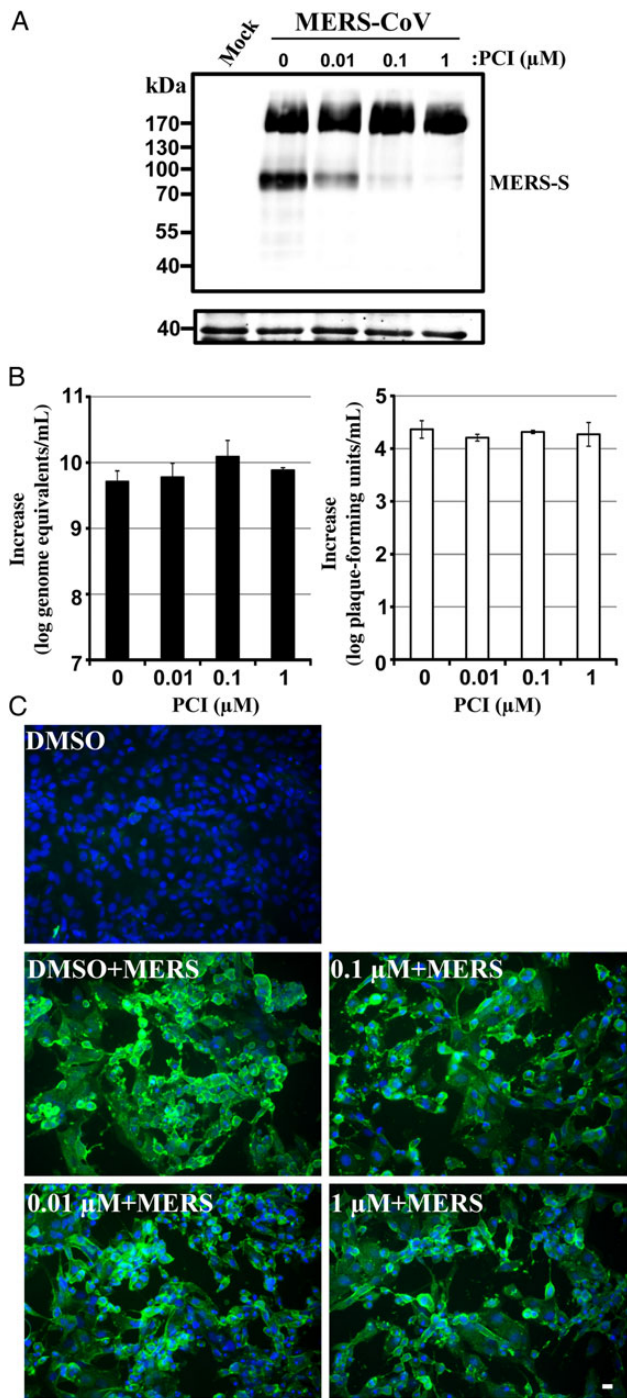 A
Mock
MERS-CoV
0 0.01 0.1 1 :PCI (µM)
kDa
170
130
100
70
55
40
MERS-S
40
B
Increase
(log genome equivalents/mL)
11
10
9
8
7
0 0.01 0.1 1
PCI (µM)
Increase
(log plaque-forming units/mL)
5
4
3
2
1
0
0 0.01 0.1 1
PCI (µM)
C
DMSO
DMSO+MERS
0.1 µM+MERS
0.01 µM+MERS
1 µM+MERS